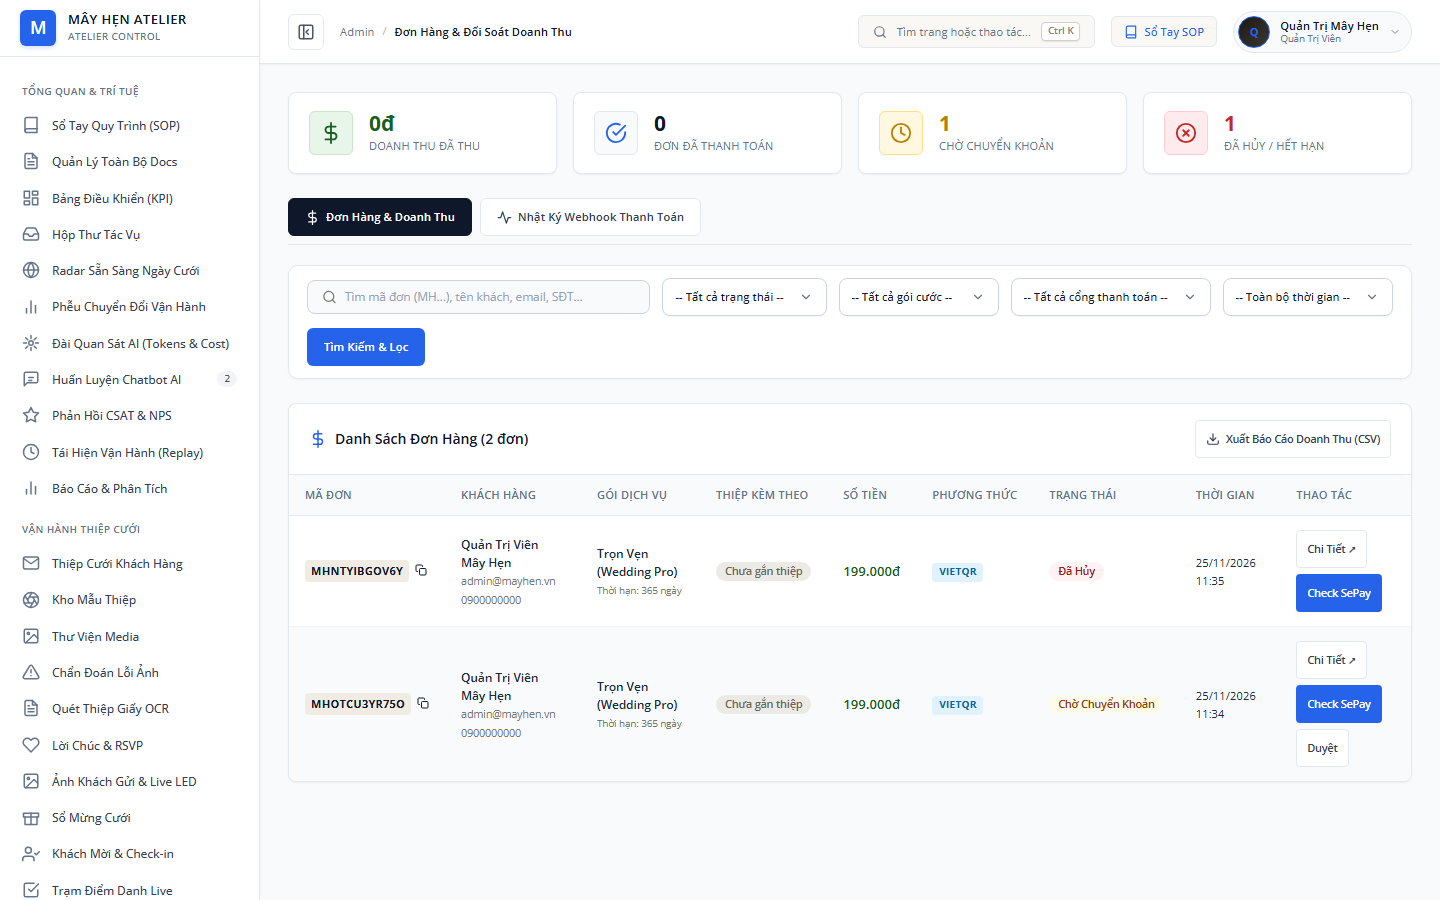 M
MÂY HẸN ATELIER
ATELIER CONTROL
Admin / Đơn Hàng & Đối Soát Doanh Thu
Tìm trang hoặc thao tác...
Ctrl K
Sổ Tay SOP
Q
Quản Trị Mây Hẹn
Quản Trị Viên
TỔNG QUAN & TRÍ TUỆ
Sổ Tay Quy Trình (SOP)
Quản Lý Toàn Bộ Docs
Bảng Điều Khiển (KPI)
Hộp Thư Tác Vụ
Radar Sẵn Sàng Ngày Cưới
Phễu Chuyển Đổi Vận Hành
Đài Quan Sát AI (Tokens & Cost)
Huấn Luyện Chatbot AI
2
Phản Hồi CSAT & NPS
Tái Hiện Vận Hành (Replay)
Báo Cáo & Phân Tích
VẬN HÀNH THIỆP CƯỚI
Thiệp Cưới Khách Hàng
Kho Mẫu Thiệp
Thư Viện Media
Chẩn Đoán Lỗi Ảnh
Quét Thiệp Giấy OCR
Lời Chúc & RSVP
Ảnh Khách Gửi & Live LED
Sổ Mừng Cưới
Khách Mời & Check-in
Trạm Điểm Danh Live
0đ
DOANH THU ĐÃ THU
0
ĐƠN ĐÃ THANH TOÁN
1
CHỜ CHUYỂN KHOẢN
1
ĐÃ HỦY / HẾT HẠN
Đơn Hàng & Doanh Thu
Nhật Ký Webhook Thanh Toán
Tìm mã đơn (MH...), tên khách, email, SĐT...
-- Tất cả trạng thái --
-- Tất cả gói cước --
-- Tất cả cổng thanh toán --
-- Toàn bộ thời gian --
Tìm Kiếm & Lọc
Danh Sách Đơn Hàng (2 đơn)
Xuất Báo Cáo Doanh Thu (CSV)
MÃ ĐƠN
KHÁCH HÀNG
GÓI DỊCH VỤ
THIỆP KÈM THEO
SỐ TIỀN
PHƯƠNG THỨC
TRẠNG THÁI
THỜI GIAN
THAO TÁC
MHNTYIBGOV6Y
Quản Trị Viên
Mây Hẹn
admin@mayhen.vn
0900000000
Trọn Vẹn
(Wedding Pro)
Thời hạn: 365 ngày
Chưa gắn thiệp
199.000đ
VIETQR
Đã Hủy
25/11/2026
11:35
Chi Tiết ↗
Check SePay
MHOTCU3YR75O
Quản Trị Viên
Mây Hẹn
admin@mayhen.vn
0900000000
Trọn Vẹn
(Wedding Pro)
Thời hạn: 365 ngày
Chưa gắn thiệp
199.000đ
VIETQR
Chờ Chuyển Khoản
25/11/2026
11:34
Chi Tiết ↗
Check SePay
Duyệt